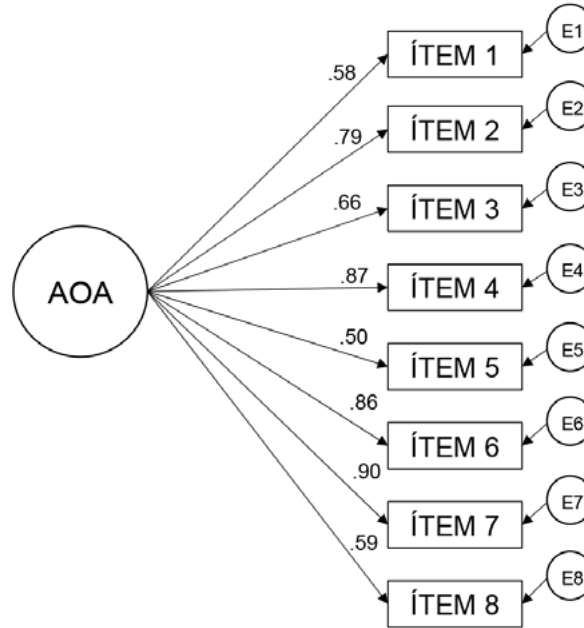 E1
.58
ÍTEM 1
E2
.79
ÍTEM 2
E3
.66
ÍTEM 3
E4
AOA
.87
ÍTEM 4
E5
.50
ÍTEM 5
E6
.86
ÍTEM 6
E7
.90
ÍTEM 7
E8
.59
ÍTEM 8